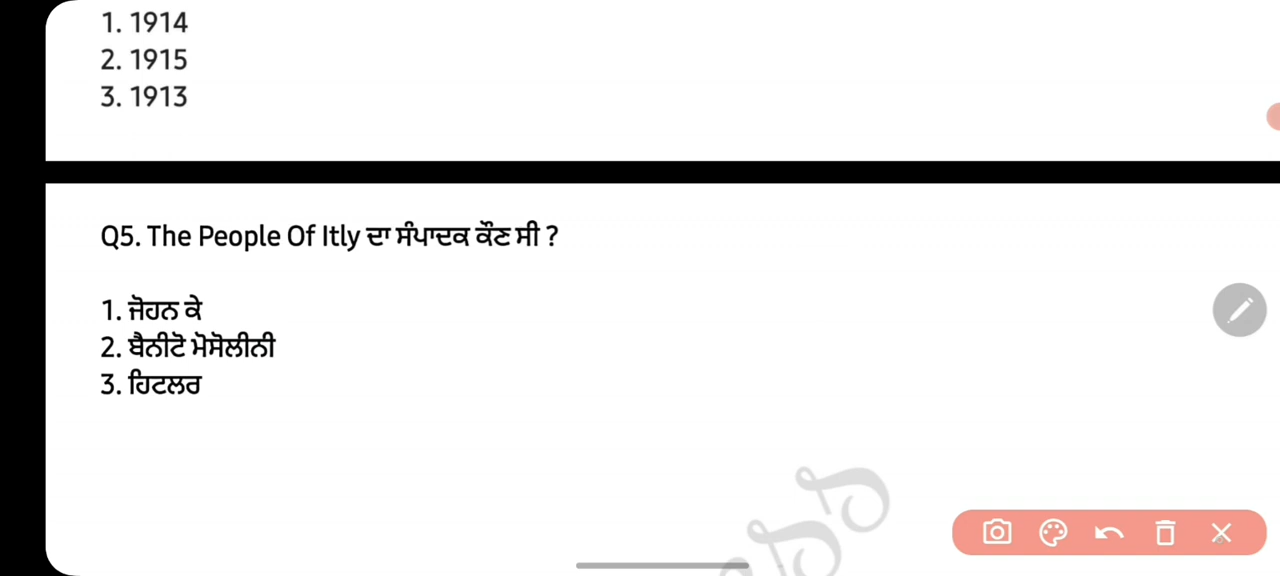 1. 1914
2. 1915
3. 1913
Q5. The People Of Itly ਦਾ ਸੰਪਾਦਕ ਕੌਣ ਸੀ ?
1. ਜੋਹਨ ਕੇ
2. ਬੈਨੀਟੋ ਮੋਸੋਲੀਨੀ
3. ਹਿਟਲਰ